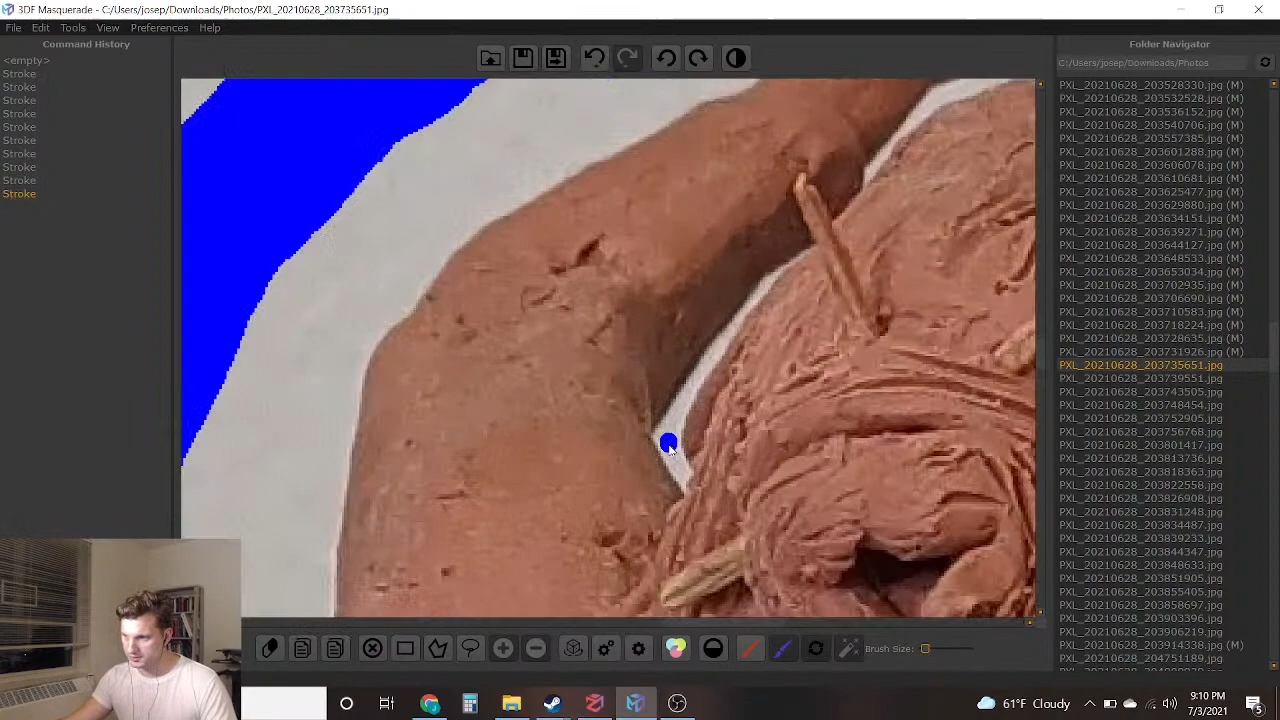 3DF Masquerade - C:/Users/josep/Downloads/Photos/PXL_20210628_203735651.jpg
File Edit Tools View Preferences Help
Command History
<empty>
Stroke
Stroke
Stroke
Stroke
Stroke
Stroke
Stroke
Stroke
Stroke
Stroke
Folder Navigator
C:/Users/josep/Downloads/Photos
PXL_20210628_203528330.jpg (M)
PXL_20210628_203532528.jpg (M)
PXL_20210628_203536152.jpg (M)
PXL_20210628_203540706.jpg (M)
PXL_20210628_203557385.jpg (M)
PXL_20210628_203601288.jpg (M)
PXL_20210628_203606078.jpg (M)
PXL_20210628_203610681.jpg (M)
PXL_20210628_203625477.jpg (M)
PXL_20210628_203629880.jpg (M)
PXL_20210628_203634151.jpg (M)
PXL_20210628_203639271.jpg (M)
PXL_20210628_203644127.jpg (M)
PXL_20210628_203648533.jpg (M)
PXL_20210628_203653034.jpg (M)
PXL_20210628_203702935.jpg (M)
PXL_20210628_203706690.jpg (M)
PXL_20210628_203710583.jpg (M)
PXL_20210628_203718224.jpg (M)
PXL_20210628_203728635.jpg (M)
PXL_20210628_203731926.jpg (M)
PXL_20210628_203735651.jpg
PXL_20210628_203739551.jpg
PXL_20210628_203743505.jpg
PXL_20210628_203748454.jpg
PXL_20210628_203752905.jpg
PXL_20210628_203756768.jpg
PXL_20210628_203801417.jpg
PXL_20210628_203813736.jpg
PXL_20210628_203818363.jpg
PXL_20210628_203822558.jpg
PXL_20210628_203826908.jpg
PXL_20210628_203831248.jpg
PXL_20210628_203834487.jpg
PXL_20210628_203839233.jpg
PXL_20210628_203844347.jpg
PXL_20210628_203848633.jpg
PXL_20210628_203851905.jpg
PXL_20210628_203855405.jpg
PXL_20210628_203858697.jpg
PXL_20210628_203903396.jpg
PXL_20210628_203906219.jpg
PXL_20210628_203914338.jpg (M)
PXL_20210628_204751189.jpg
Brush Size:
61°F Cloudy
9:10 PM
7/3/2021
5